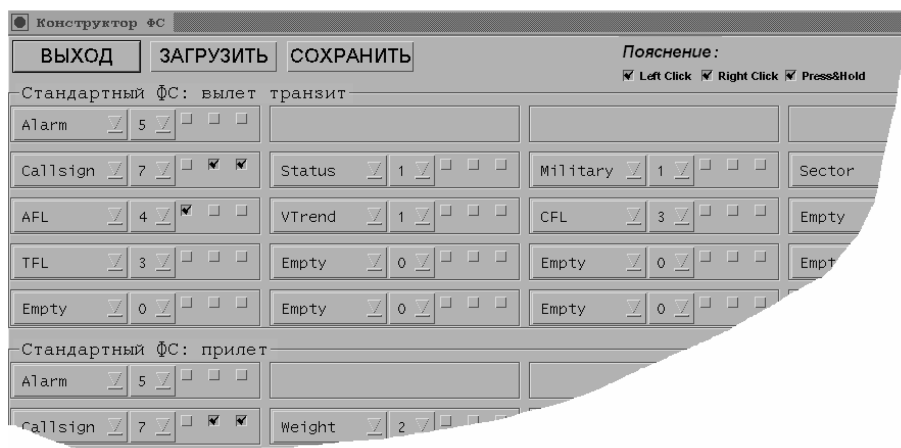 Конструктор ФС
ВЫХОД ЗАГРУЗИТЬ СОХРАНИТЬ Пояснение:
Left Click Right Click Press&Hold
Стандартный ФС: вылет транзит
Alarm 5
Callsign 7 Status 1 Military 1 Sector
AFL 4 VTrend 1 CFL 3 Empty
TFL 3 Empty 0 Empty 0 Empt
Empty 0 Empty 0 Empty 0
Стандартный ФС: прилет
Alarm 5
Callsign 7 Weight 2